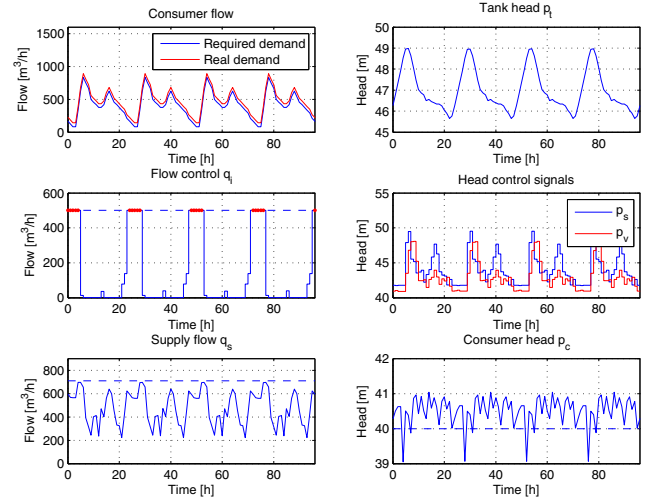 Consumer flow
Flow [m³/h]
1500
1000
500
0
Required demand
Real demand
0 20 40 60 80
Time [h]
Tank head p_t
Head [m]
50
49
48
47
46
45
0 20 40 60 80
Time [h]
Flow control q_i
Flow [m³/h]
600
400
200
0
0 20 40 60 80
Time [h]
Head control signals
Head [m]
55
50
45
40
p_s
p_v
0 20 40 60 80
Time [h]
Supply flow q_s
Flow [m³/h]
800
600
400
200
0
0 20 40 60 80
Time [h]
Consumer head p_c
Head [m]
42
41
40
39
0 20 40 60 80
Time [h]